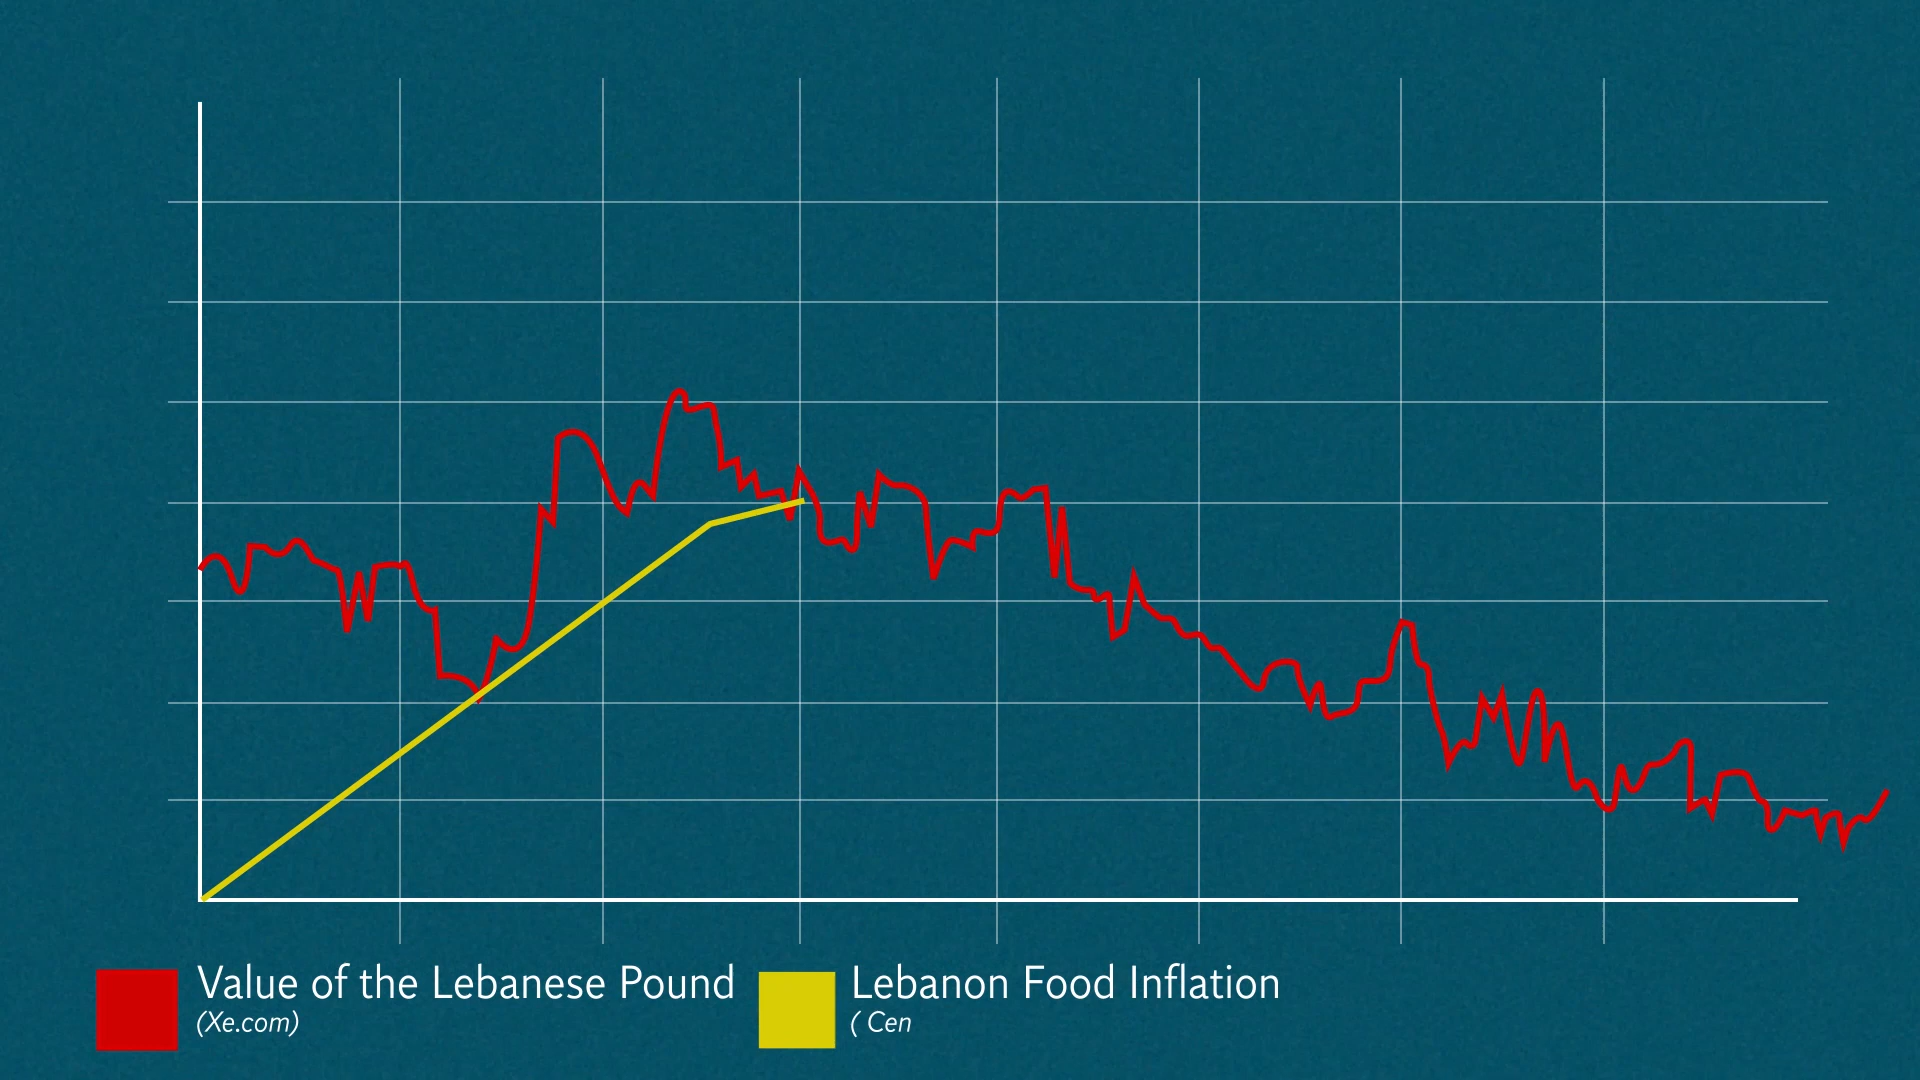 Value of the Lebanese Pound
(Xe.com)
Lebanon Food Inflation
( Cen